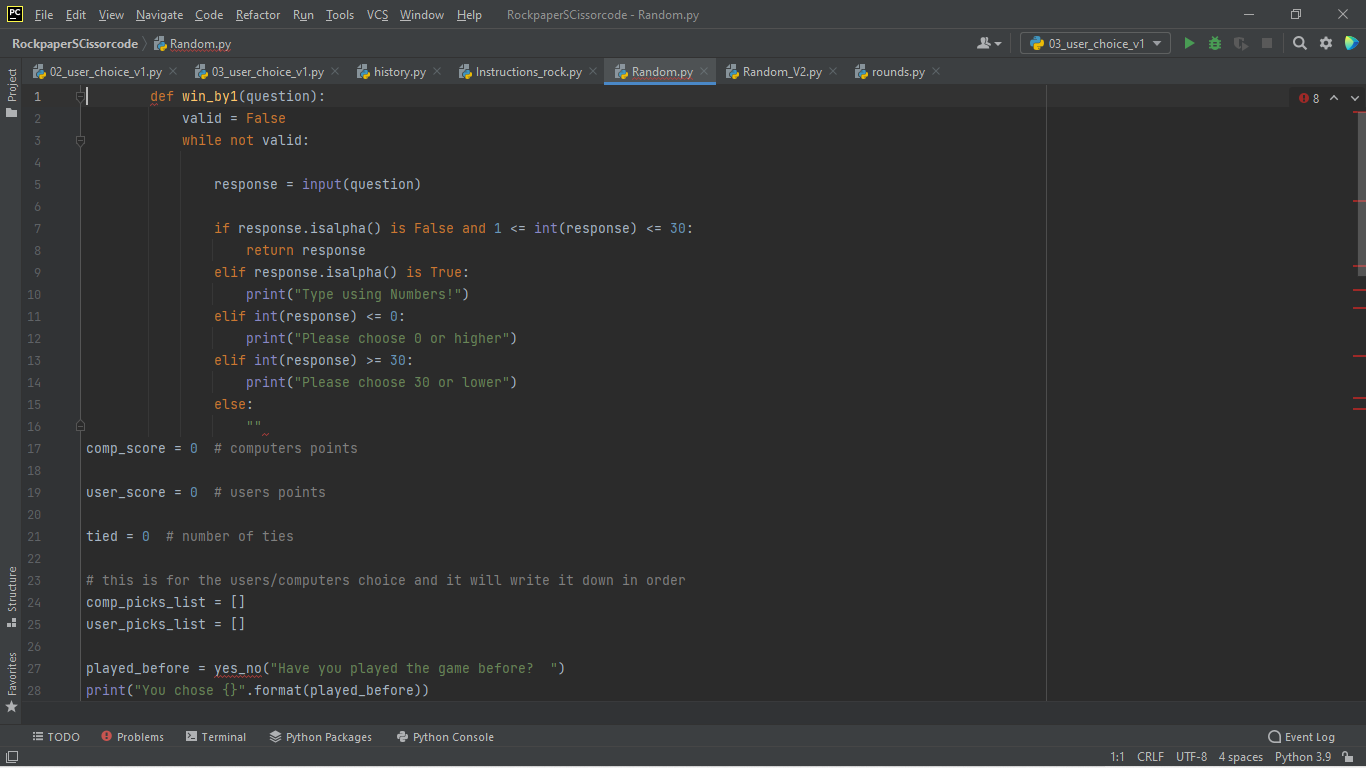 PC File Edit View Navigate Code Refactor Run Tools VCS Window Help RockpaperSCissorcode - Random.py
RockpaperSCissorcode Random.py 03_user_choice_v1
02_user_choice_v1.py 03_user_choice_v1.py history.py Instructions_rock.py Random.py Random_V2.py rounds.py
Project
Structure
Favorites
8
1 def win_by1(question):
2 valid = False
3 while not valid:
4
5 response = input(question)
6
7 if response.isalpha() is False and 1 <= int(response) <= 30:
8 return response
9 elif response.isalpha() is True:
10 print("Type using Numbers!")
11 elif int(response) <= 0:
12 print("Please choose 0 or higher")
13 elif int(response) >= 30:
14 print("Please choose 30 or lower")
15 else:
16 ""
17 comp_score = 0  # computers points
18
19 user_score = 0  # users points
20
21 tied = 0  # number of ties
22
23 # this is for the users/computers choice and it will write it down in order
24 comp_picks_list = []
25 user_picks_list = []
26
27 played_before = yes_no("Have you played the game before?  ")
28 print("You chose {}".format(played_before))
TODO Problems Terminal Python Packages Python Console Event Log
1:1 CRLF UTF-8 4 spaces Python 3.9